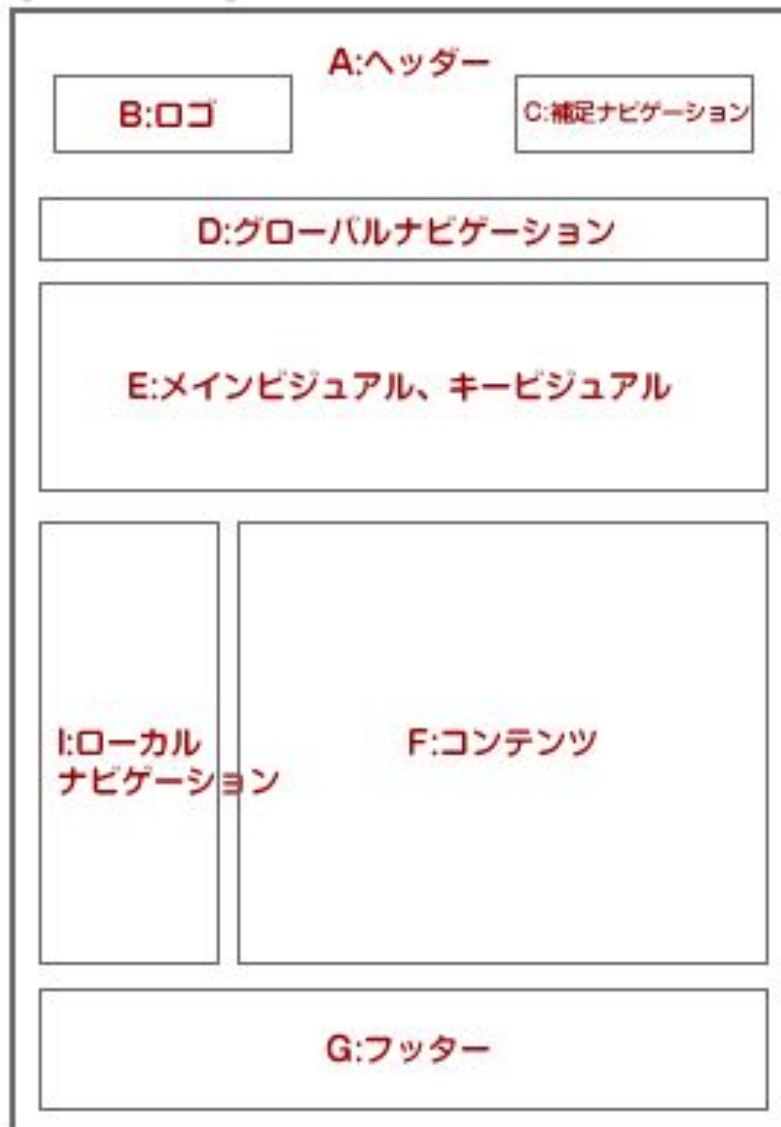 A:ヘッダー
B:ロゴ
C:補足ナビゲーション
D:グローバルナビゲーション
E:メインビジュアル、キービジュアル
I:ローカル
ナビゲーション
F:コンテンツ
G:フッター